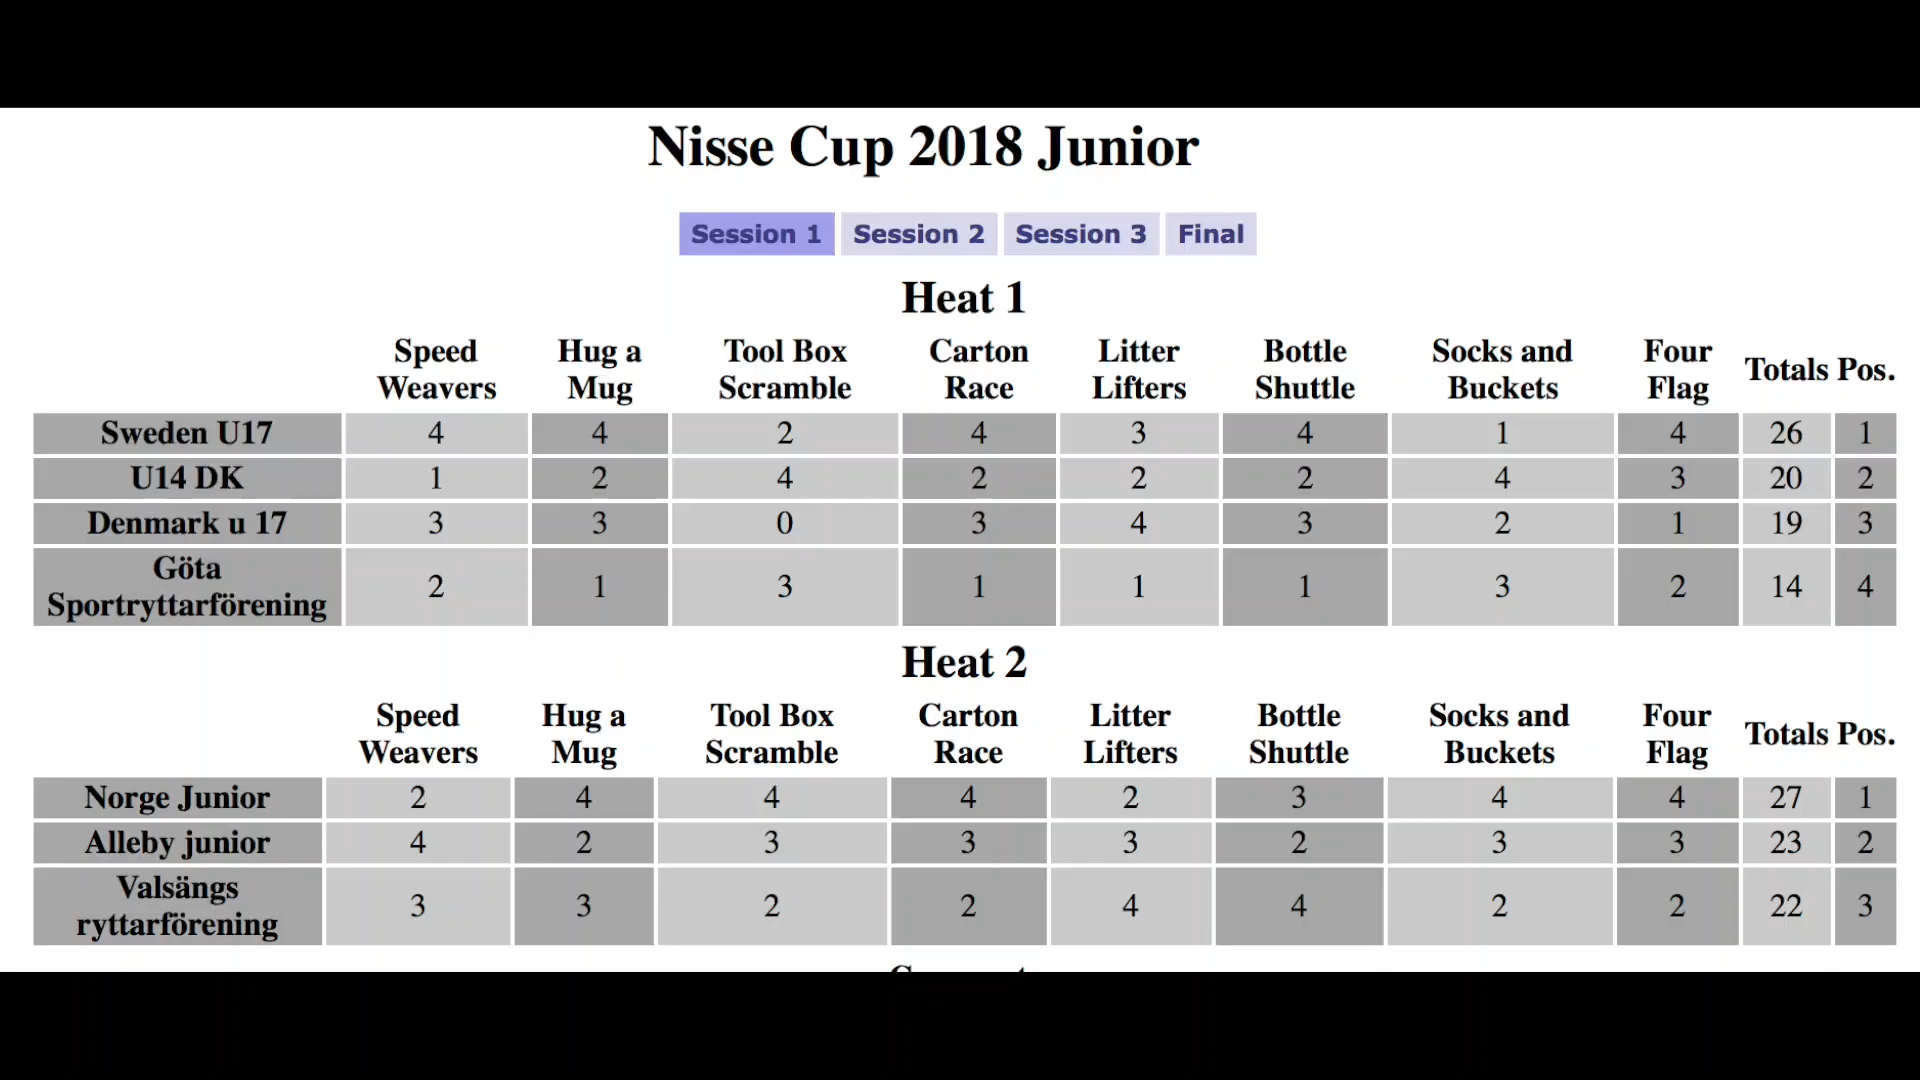 Nisse Cup 2018 Junior
Session 1 Session 2 Session 3 Final
Heat 1
Speed Weavers Hug a Mug Tool Box Scramble Carton Race Litter Lifters Bottle Shuttle Socks and Buckets Four Flag Totals Pos.
Sweden U17 4 4 2 4 3 4 1 4 26 1
U14 DK 1 2 4 2 2 2 4 3 20 2
Denmark u 17 3 3 0 3 4 3 2 1 19 3
Göta Sportryttarförening 2 1 3 1 1 1 3 2 14 4
Heat 2
Speed Weavers Hug a Mug Tool Box Scramble Carton Race Litter Lifters Bottle Shuttle Socks and Buckets Four Flag Totals Pos.
Norge Junior 2 4 4 4 2 3 4 4 27 1
Alleby junior 4 2 3 3 3 2 3 3 23 2
Valsängs ryttarförening 3 3 2 2 4 4 2 2 22 3